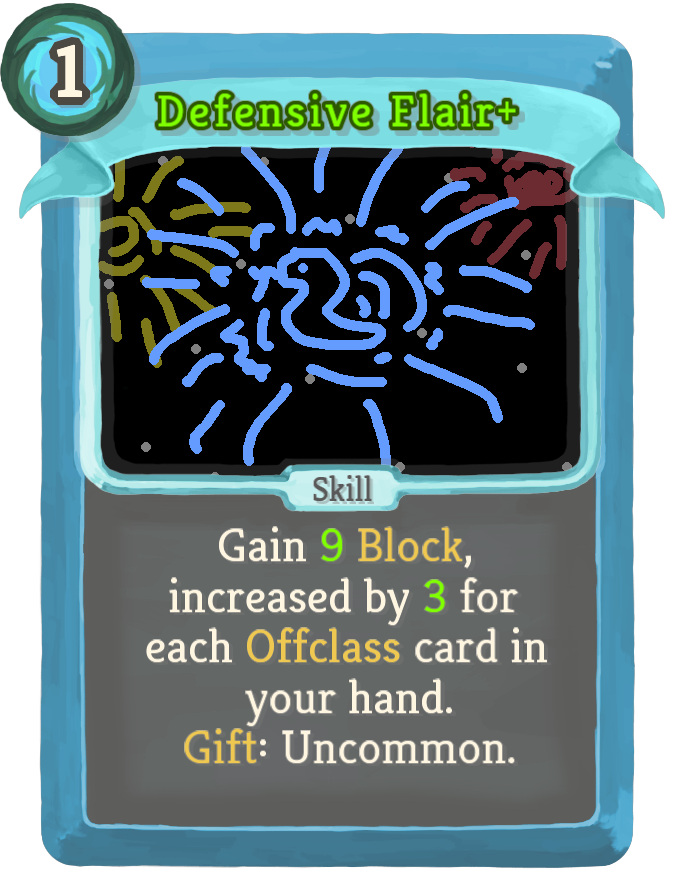 1
Defensive Flair+
Skill
Gain 9 Block,
increased by 3 for
each Offclass card in
your hand.
Gift: Uncommon.